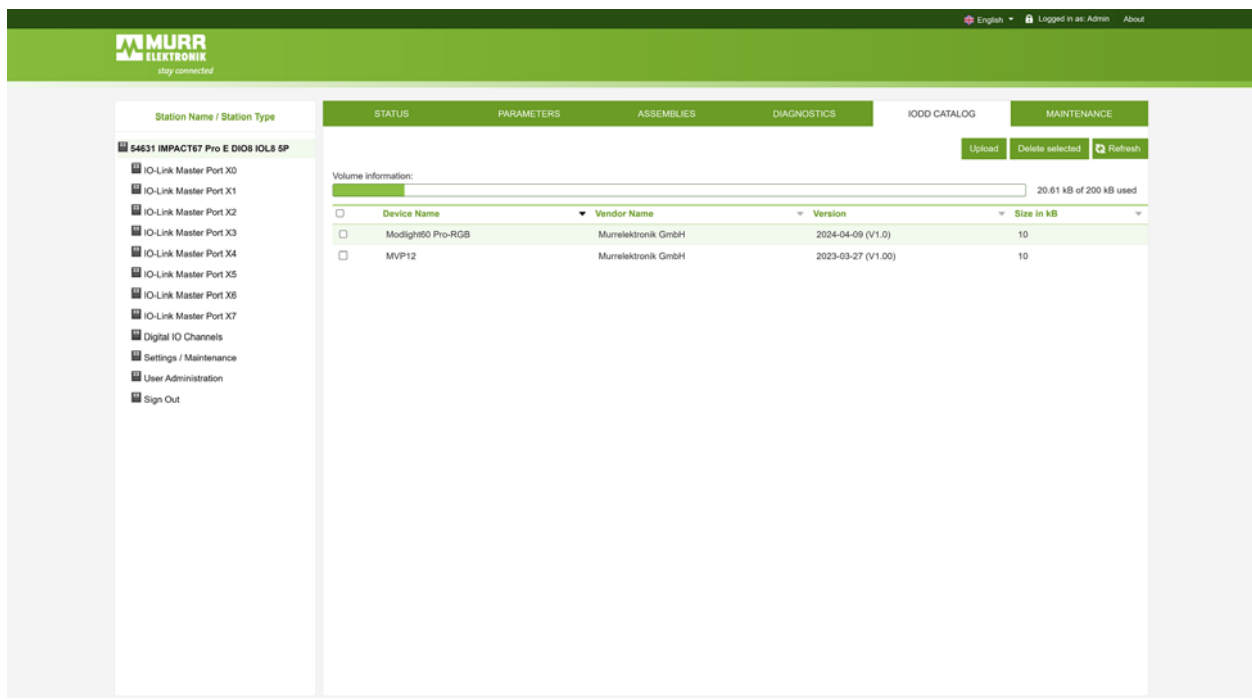 English Logged in as: Admin About
MURR
ELEKTRONIK
stay connected
Station Name / Station Type
54631 IMPACT67 Pro E DIO8 IOL8 5P
IO-Link Master Port X0
IO-Link Master Port X1
IO-Link Master Port X2
IO-Link Master Port X3
IO-Link Master Port X4
IO-Link Master Port X5
IO-Link Master Port X6
IO-Link Master Port X7
Digital IO Channels
Settings / Maintenance
User Administration
Sign Out
STATUS PARAMETERS ASSEMBLIES DIAGNOSTICS IODD CATALOG MAINTENANCE
Upload Delete selected Refresh
Volume information:
20.61 kB of 200 kB used
Device Name Vendor Name Version Size in kB
Modlight60 Pro-RGB Murrelektronik GmbH 2024-04-09 (V1.0) 10
MVP12 Murrelektronik GmbH 2023-03-27 (V1.00) 10